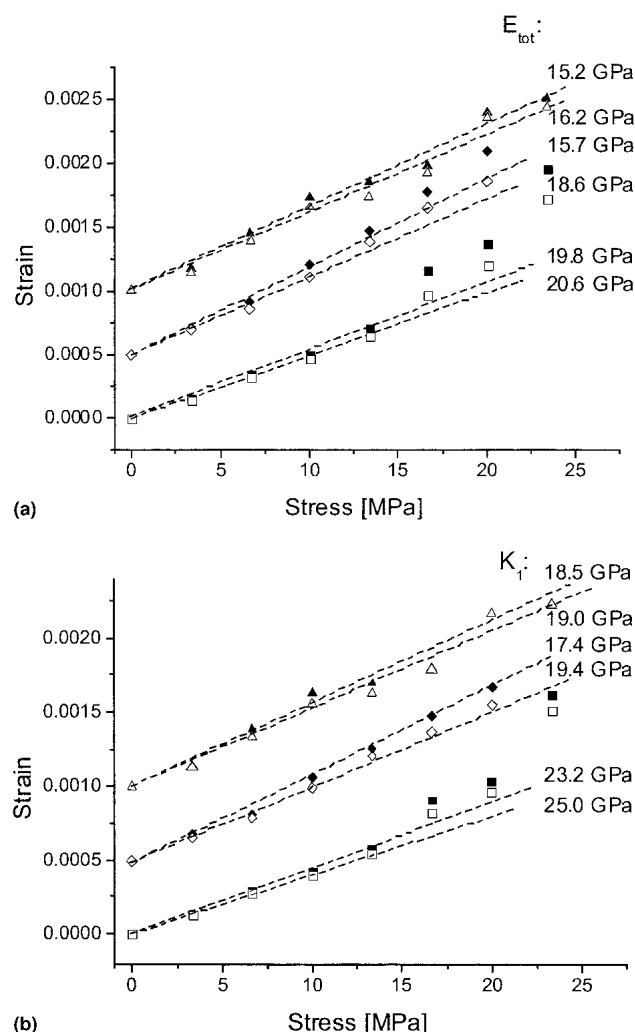 E_tot:
15.2 GPa
16.2 GPa
15.7 GPa
18.6 GPa
19.8 GPa
20.6 GPa
0.0025
0.0020
0.0015
0.0010
0.0005
0.0000
Strain
0 5 10 15 20 25
Stress [MPa]
(a)
K_1:
18.5 GPa
19.0 GPa
17.4 GPa
19.4 GPa
23.2 GPa
25.0 GPa
0.0020
0.0015
0.0010
0.0005
0.0000
Strain
0 5 10 15 20 25
Stress [MPa]
(b)